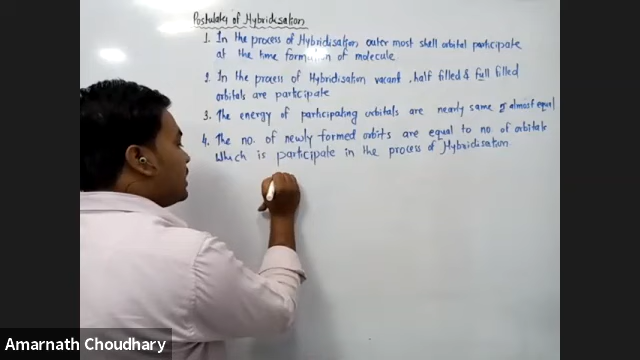 Postulates of Hybridisation
1. In the process of Hybridisation outer most shell orbital participate
at the time formation of molecule
2. In the process of Hybridisation vacant, half filled & full filled
orbitals are participate
3. The energy of participating orbitals are nearly same or almost equal
4. The no. of newly formed orbits are equal to no. of orbitals
which is participate in the process of Hybridisation.
Amarnath Choudhary